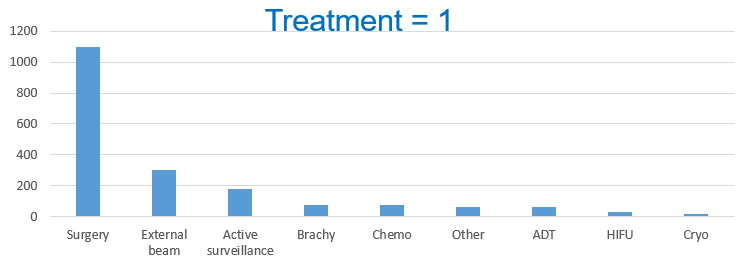 Treatment = 1
1200
1000
800
600
400
200
0
Surgery
External
beam
Active
surveillance
Brachy
Chemo
Other
ADT
HIFU
Cryo